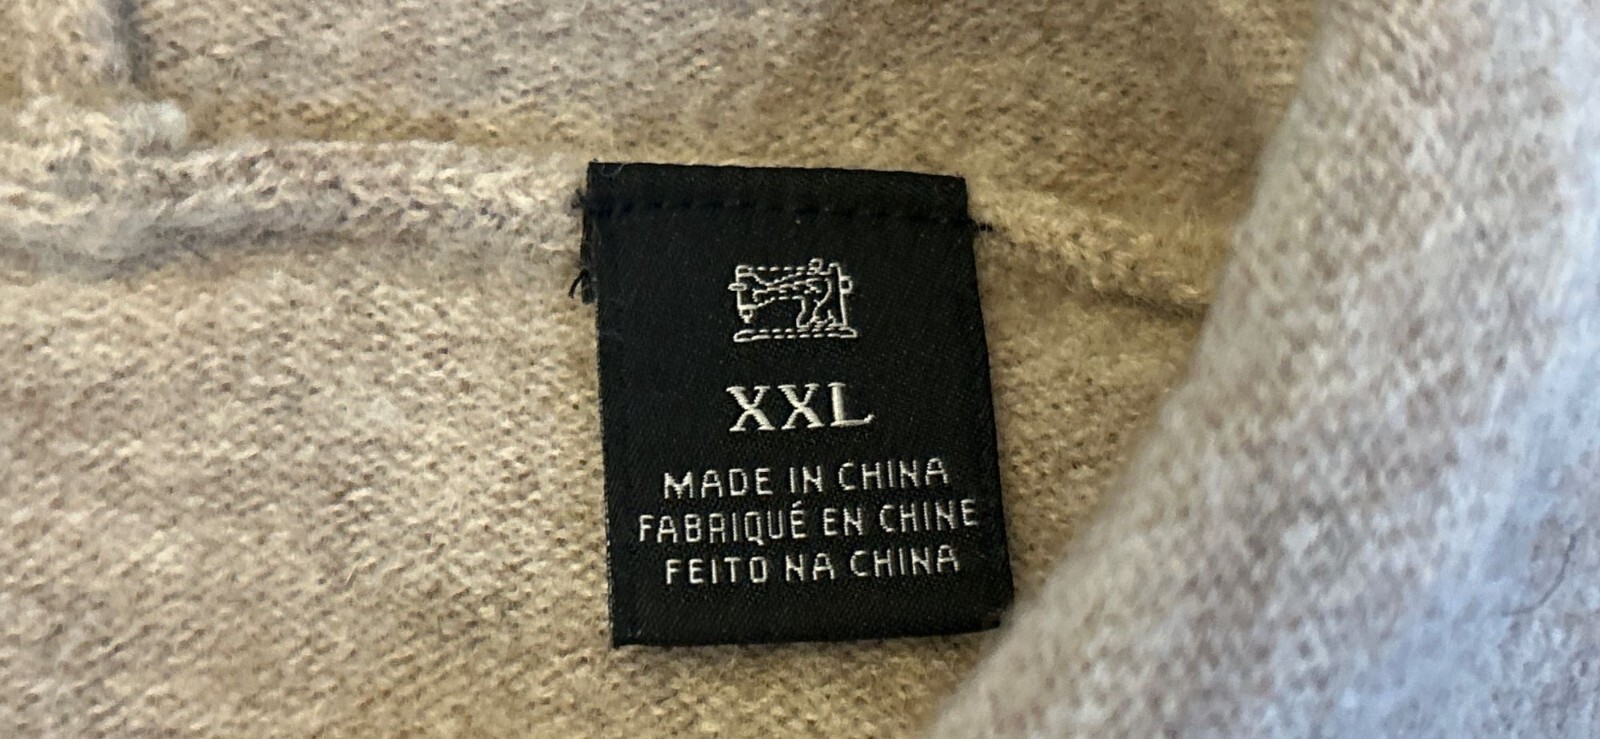 XXL
MADE IN CHINA
FABRIQUÉ EN CHINE
FEITO NA CHINA